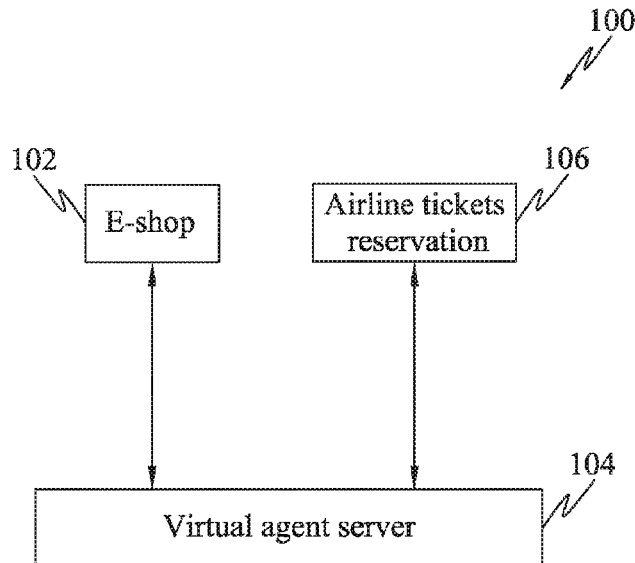 100
102
106
E-shop
Airline tickets
reservation
104
Virtual agent server